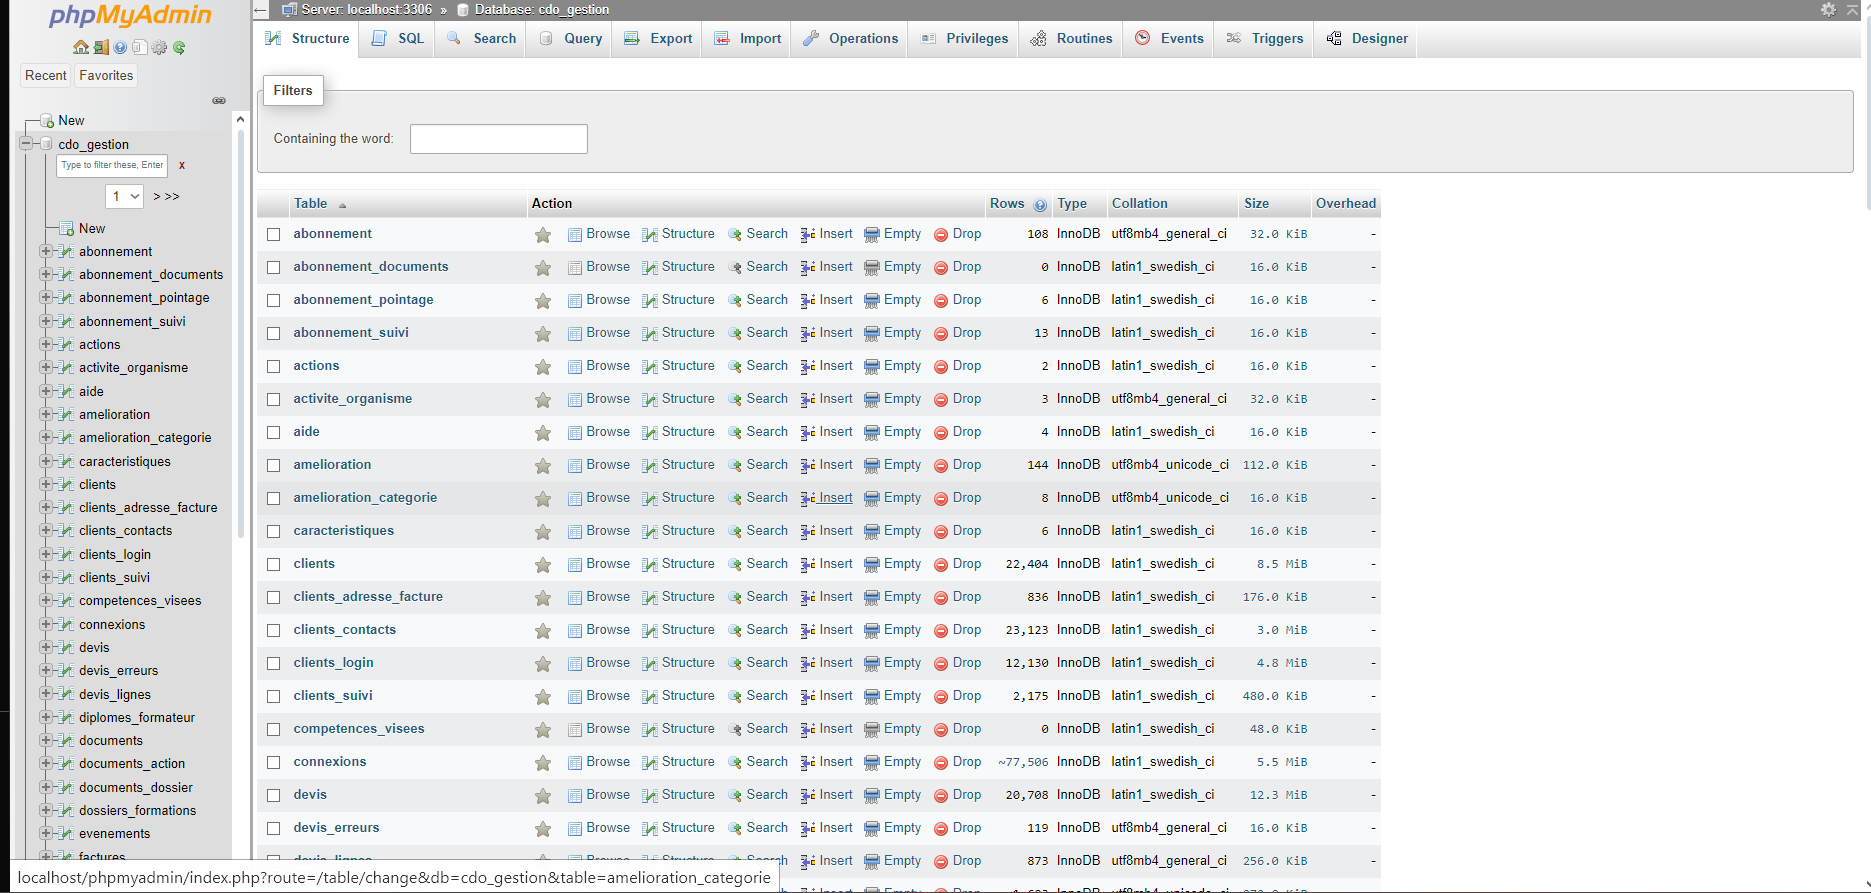 phpMyAdmin
Recent Favorites
New
cdo_gestion
Type to filter these, Enter X
1 > >>
New
abonnement
abonnement_documents
abonnement_pointage
abonnement_suivi
actions
activite_organisme
aide
amelioration
amelioration_categorie
caracteristiques
clients
clients_adresse_facture
clients_contacts
clients_login
clients_suivi
competences_visees
connexions
devis
devis_erreurs
devis_lignes
diplomes_formateur
documents
documents_action
documents_dossier
dossiers_formations
evenements
factures
Server: localhost:3306 » Database: cdo_gestion
Structure SQL Search Query Export Import Operations Privileges Routines Events Triggers Designer
Filters
Containing the word:
Table Action Rows Type Collation Size Overhead
abonnement Browse Structure Search Insert Empty Drop 108 InnoDB utf8mb4_general_ci 32.0 KiB -
abonnement_documents Browse Structure Search Insert Empty Drop 0 InnoDB latin1_swedish_ci 16.0 KiB -
abonnement_pointage Browse Structure Search Insert Empty Drop 6 InnoDB latin1_swedish_ci 16.0 KiB -
abonnement_suivi Browse Structure Search Insert Empty Drop 13 InnoDB latin1_swedish_ci 16.0 KiB -
actions Browse Structure Search Insert Empty Drop 2 InnoDB latin1_swedish_ci 16.0 KiB -
activite_organisme Browse Structure Search Insert Empty Drop 3 InnoDB utf8mb4_general_ci 32.0 KiB -
aide Browse Structure Search Insert Empty Drop 4 InnoDB latin1_swedish_ci 16.0 KiB -
amelioration Browse Structure Search Insert Empty Drop 144 InnoDB utf8mb4_unicode_ci 112.0 KiB -
amelioration_categorie Browse Structure Search Insert Empty Drop 8 InnoDB utf8mb4_unicode_ci 16.0 KiB -
caracteristiques Browse Structure Search Insert Empty Drop 6 InnoDB latin1_swedish_ci 16.0 KiB -
clients Browse Structure Search Insert Empty Drop 22,404 InnoDB latin1_swedish_ci 8.5 MiB -
clients_adresse_facture Browse Structure Search Insert Empty Drop 836 InnoDB latin1_swedish_ci 176.0 KiB -
clients_contacts Browse Structure Search Insert Empty Drop 23,123 InnoDB latin1_swedish_ci 3.0 MiB -
clients_login Browse Structure Search Insert Empty Drop 12,130 InnoDB latin1_swedish_ci 4.8 MiB -
clients_suivi Browse Structure Search Insert Empty Drop 2,175 InnoDB latin1_swedish_ci 480.0 KiB -
competences_visees Browse Structure Search Insert Empty Drop 0 InnoDB latin1_swedish_ci 48.0 KiB -
connexions Browse Structure Search Insert Empty Drop ~77,506 InnoDB latin1_swedish_ci 5.5 MiB -
devis Browse Structure Search Insert Empty Drop 20,708 InnoDB latin1_swedish_ci 12.3 MiB -
devis_erreurs Browse Structure Search Insert Empty Drop 119 InnoDB utf8mb4_general_ci 16.0 KiB -
devis_lignes Browse Structure Search Insert Empty Drop 873 InnoDB utf8mb4_general_ci 256.0 KiB -
localhost/phpmyadmin/index.php?route=/table/change&db=cdo_gestion&table=amelioration_categorie